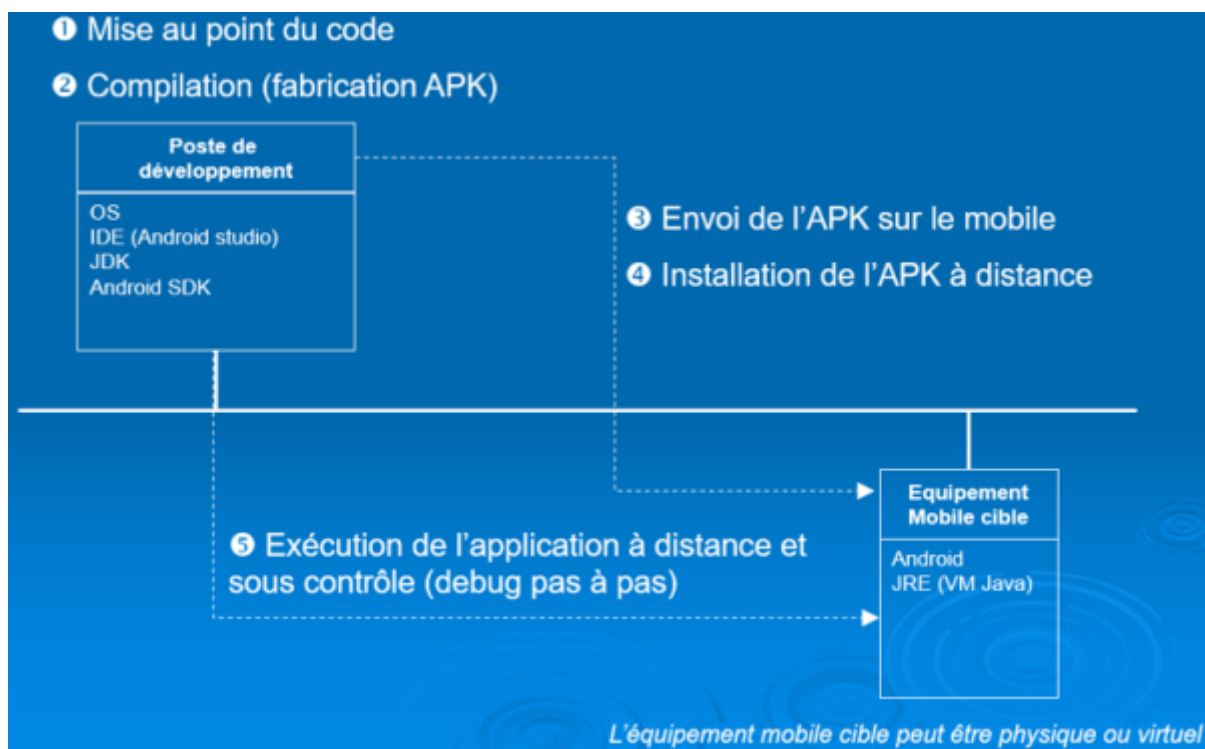 ❶ Mise au point du code
❷ Compilation (fabrication APK)
Poste de
développement
OS
IDE (Android studio)
JDK
Android SDK
❸ Envoi de l'APK sur le mobile
❹ Installation de l'APK à distance
Equipement
Mobile cible
Android
JRE (VM Java)
❺ Exécution de l'application à distance et
sous contrôle (debug pas à pas)
L'équipement mobile cible peut être physique ou virtuel